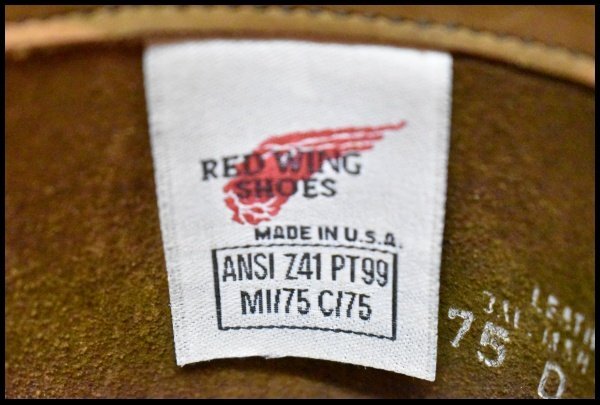 RED WING
SHOES
MADE IN U.S.A.
ANSI Z41 PT99
MI/75 C/75
75 D